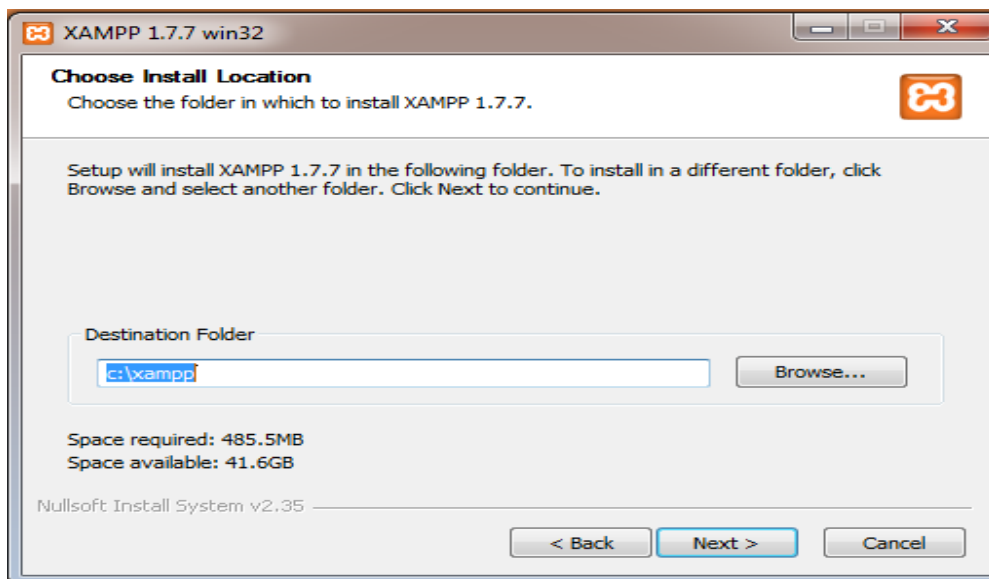 XAMPP 1.7.7 win32
Choose Install Location
Choose the folder in which to install XAMPP 1.7.7.
Setup will install XAMPP 1.7.7 in the following folder. To install in a different folder, click
Browse and select another folder. Click Next to continue.
Destination Folder
c:\xampp
Browse...
Space required: 485.5MB
Space available: 41.6GB
Nullsoft Install System v2.35
< Back Next > Cancel